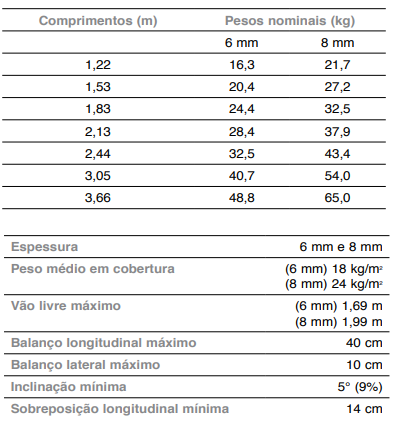 Comprimentos (m) Pesos nominais (kg)
6 mm 8 mm
1,22 16,3 21,7
1,53 20,4 27,2
1,83 24,4 32,5
2,13 28,4 37,9
2,44 32,5 43,4
3,05 40,7 54,0
3,66 48,8 65,0
Espessura 6 mm e 8 mm
Peso médio em cobertura (6 mm) 18 kg/m²
(8 mm) 24 kg/m²
Vão livre máximo (6 mm) 1,69 m
(8 mm) 1,99 m
Balanço longitudinal máximo 40 cm
Balanço lateral máximo 10 cm
Inclinação mínima 5° (9%)
Sobreposição longitudinal mínima 14 cm